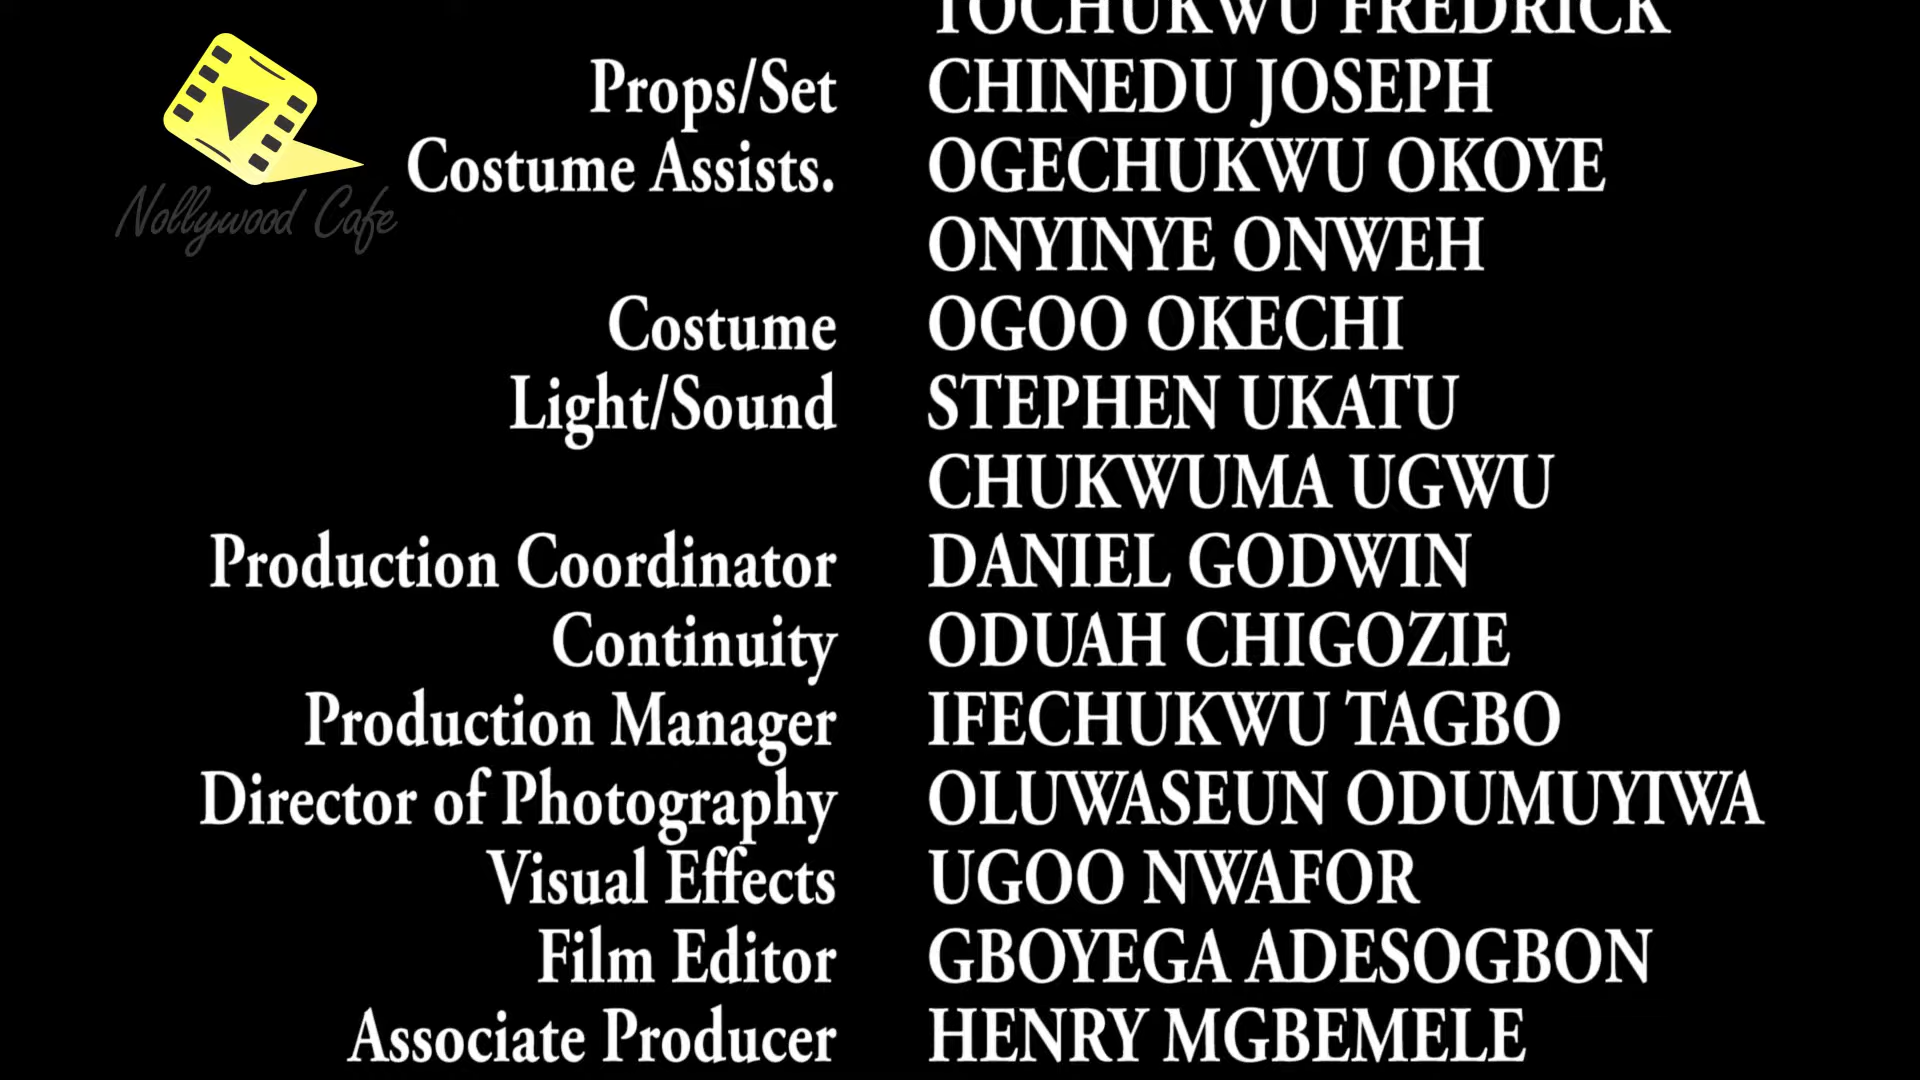 TOCHUKWU FREDRICK
Props/Set CHINEDU JOSEPH
Costume Assists. OGECHUKWU OKOYE
Nollywood Cafe
ONYINYE ONWEH
Costume OGOO OKECHI
Light/Sound STEPHEN UKATU
CHUKWUMA UGWU
Production Coordinator DANIEL GODWIN
Continuity ODUAH CHIGOZIE
Production Manager IFECHUKWU TAGBO
Director of Photography OLUWASEUN ODUMUYIWA
Visual Effects UGOO NWAFOR
Film Editor GBOYEGA ADESOGBON
Associate Producer HENRY MGBEMELE